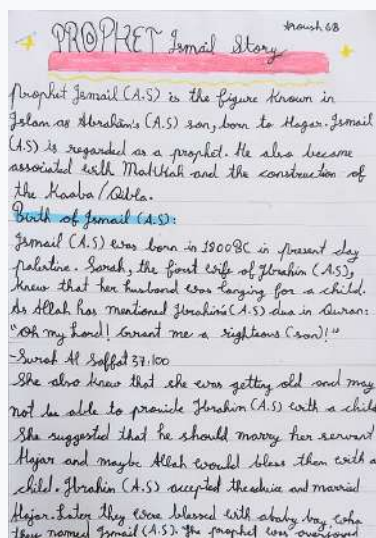 Aroush 6B
PROPHET Ismail Story
Prophet Ismail (A.S) is the figure known in
Islam as Abraham's (A.S) son, born to Hagar. Ismail
(A.S) is regarded as a prophet. He also became
associated with Makkah and the construction of
the Kaaba/Qibla.
Birth of Ismail (A.S):
Ismail (A.S) was born in 1800BC in present day
palestine. Sarah, the first wife of Ibrahim (A.S),
knew that her husband was longing for a child.
As Allah has mentioned Ibrahim's (A.S) dua in Quran:
"Oh my Lord! Grant me a righteous (son)!"
-Surah Al Saffat 37:100
She also knew that she was getting old and may
not be able to provide Ibrahim (A.S) with a child
She suggested that he should marry her servant
Hajar and maybe Allah would bless them with a
child. Ibrahim (A.S) accepted the advice and married
Hajar. Later they were blessed with a baby boy, who
they named Ismail (A.S). The prophet was overjoyed